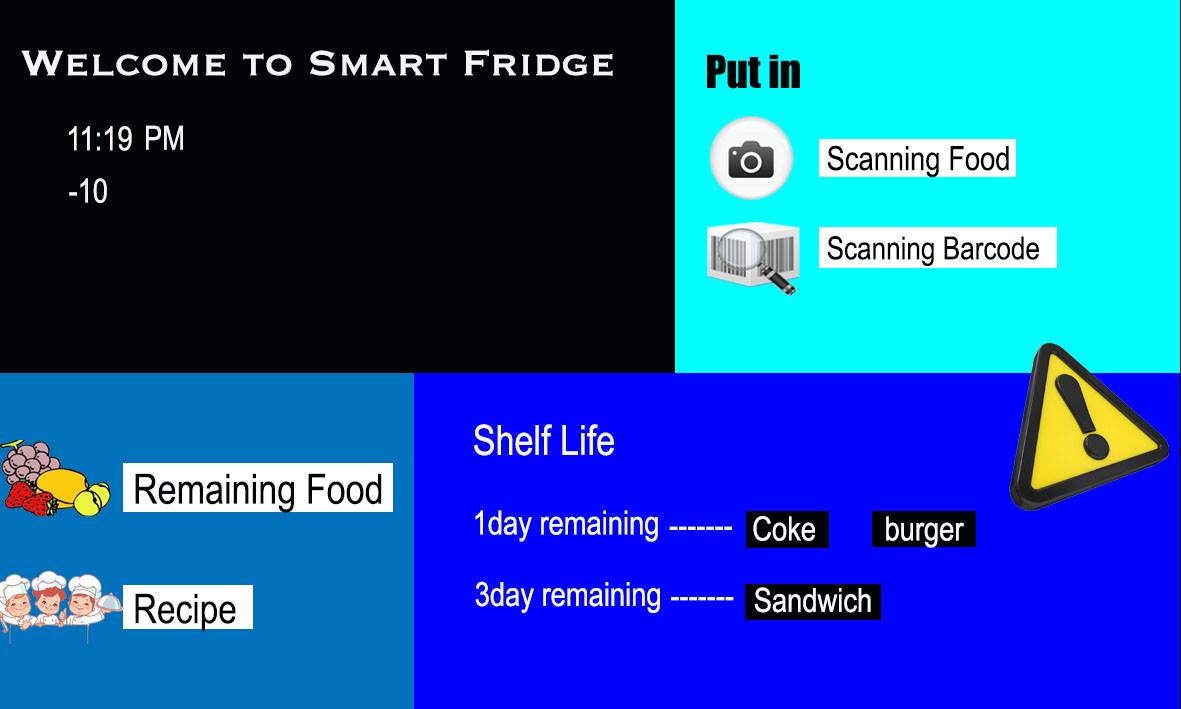 Welcome to Smart Fridge
11:19 PM
-10
Put in
Scanning Food
Scanning Barcode
Remaining Food
Recipe
Shelf Life
1day remaining ------- Coke burger
3day remaining ------- Sandwich